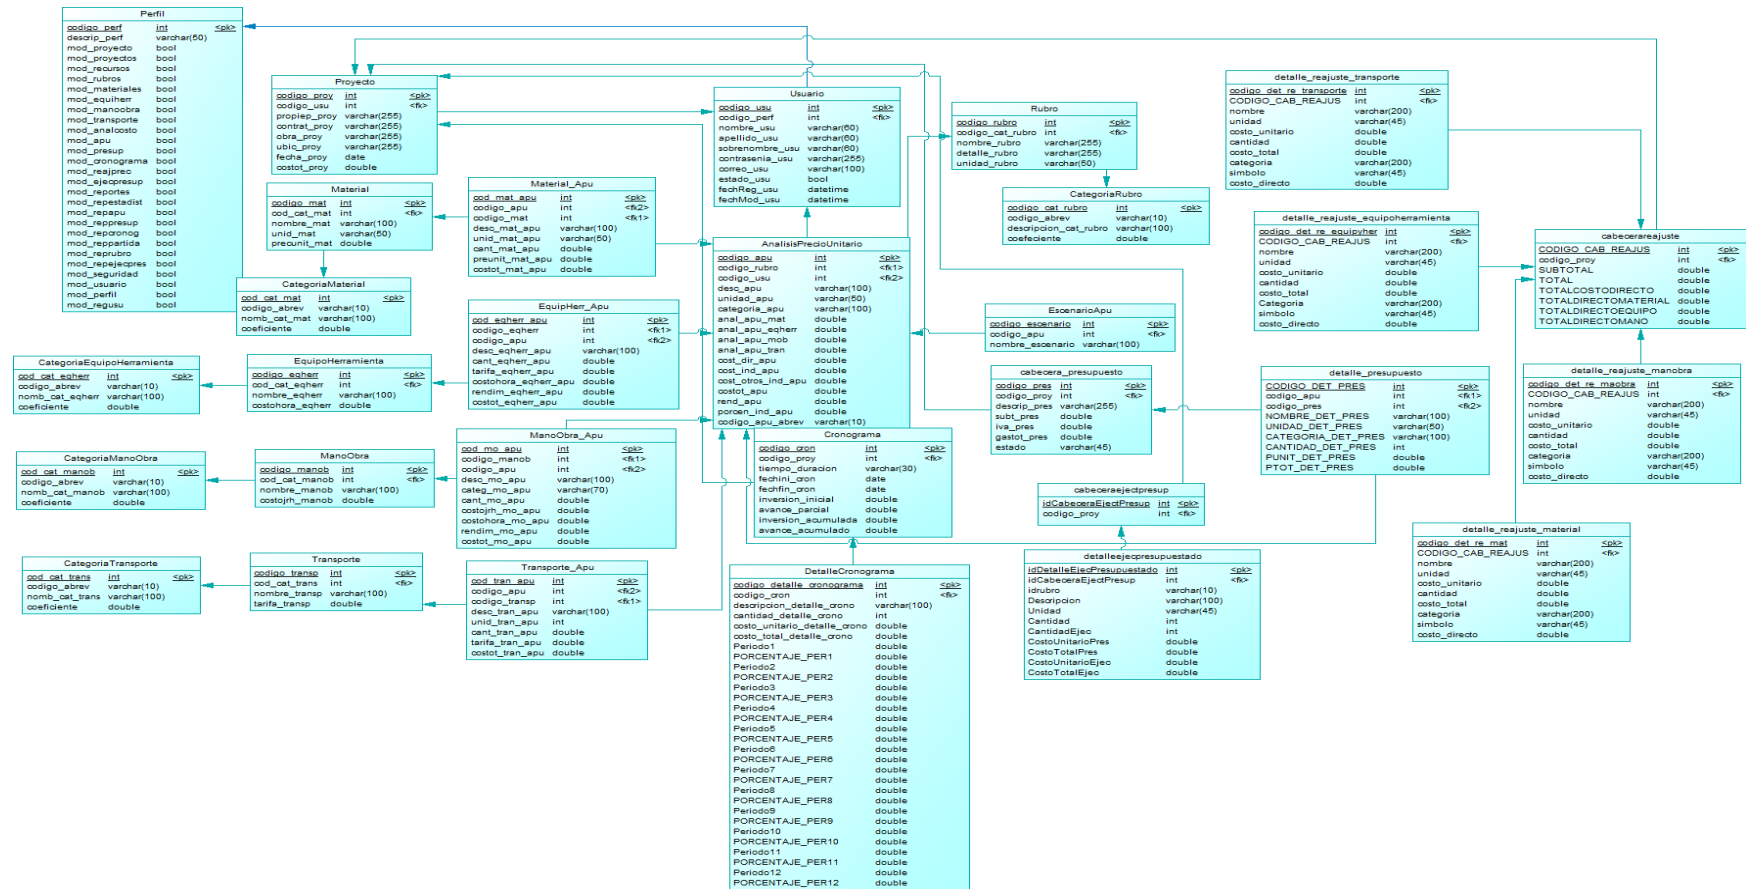 Perfil
codigo_perf int <pk>
descrip_perf varchar(50)
mod_proyecto bool
mod_proyectos bool
mod_recursos bool
mod_rubros bool
mod_materiales bool
mod_equiherr bool
mod_manoobra bool
mod_transporte bool
mod_analcosto bool
mod_apu bool
mod_presup bool
mod_cronograma bool
mod_reajprec bool
mod_ejecpresup bool
mod_reportes bool
mod_repestadist bool
mod_repapu bool
mod_reppresup bool
mod_repcronog bool
mod_reppartida bool
mod_reprubro bool
mod_repejecpres bool
mod_seguridad bool
mod_usuario bool
mod_perfil bool
mod_regusu bool
Proyecto
codigo_proy int <pk>
codigo_usu int <fk>
propiep_proy varchar(255)
contrat_proy varchar(255)
obra_proy varchar(255)
ubic_proy varchar(255)
fecha_proy date
costot_proy double
Usuario
codigo_usu int <pk>
codigo_perf int <fk>
nombre_usu varchar(60)
apellido_usu varchar(60)
sobrenombre_usu varchar(60)
contrasenia_usu varchar(255)
correo_usu varchar(100)
estado_usu bool
fechReg_usu datetime
fechMod_usu datetime
Rubro
codigo_rubro int <pk>
codigo_cat_rubro int <fk>
nombre_rubro varchar(255)
detalle_rubro varchar(255)
unidad_rubro varchar(50)
CategoriaRubro
codigo_cat_rubro int <pk>
codigo_abrev varchar(10)
descripcion_cat_rubro varchar(100)
coefeciente double
detalle_reajuste_transporte
codigo_det_re_transporte int <pk>
CODIGO_CAB_REAJUS int <fk>
nombre varchar(200)
unidad varchar(45)
costo_unitario double
cantidad double
costo_total double
categoria varchar(200)
simbolo varchar(45)
costo_directo double
Material
codigo_mat int <pk>
cod_cat_mat int <fk>
nombre_mat varchar(100)
unid_mat varchar(50)
precunit_mat double
Material_Apu
cod_mat_apu int <pk>
codigo_apu int <fk2>
codigo_mat int <fk1>
desc_mat_apu varchar(100)
unid_mat_apu varchar(50)
cant_mat_apu double
preunit_mat_apu double
costot_mat_apu double
CategoriaMaterial
cod_cat_mat int <pk>
codigo_abrev varchar(10)
nomb_cat_mat varchar(100)
coeficiente double
AnalisisPrecioUnitario
codigo_apu int <pk>
codigo_rubro int <fk1>
codigo_usu int <fk2>
desc_apu varchar(100)
unidad_apu varchar(50)
categoria_apu varchar(100)
anal_apu_mat double
anal_apu_eqherr double
anal_apu_mob double
anal_apu_tran double
cost_dir_apu double
cost_ind_apu double
cost_otros_ind_apu double
costot_apu double
rend_apu double
porcen_ind_apu double
codigo_apu_abrev varchar(10)
detalle_reajuste_equipoherramienta
codigo_det_re_equipyher int <pk>
CODIGO_CAB_REAJUS int <fk>
nombre varchar(200)
unidad varchar(45)
costo_unitario double
cantidad double
costo_total double
Categoria varchar(200)
simbolo varchar(45)
costo_directo double
cabecerareajuste
CODIGO_CAB_REAJUS int <pk>
codigo_proy int <fk>
SUBTOTAL double
TOTAL double
TOTALCOSTODIRECTO double
TOTALDIRECTOMATERIAL double
TOTALDIRECTOEQUIPO double
TOTALDIRECTOMANO double
EquipHerr_Apu
cod_eqherr_apu int <pk>
codigo_eqherr int <fk1>
codigo_apu int <fk2>
desc_eqherr_apu varchar(100)
cant_eqherr_apu double
tarifa_eqherr_apu double
costohora_eqherr_apu double
rendim_eqherr_apu double
costot_eqherr_apu double
EscenarioApu
codigo_escenario int <pk>
codigo_apu int <fk>
nombre_escenario varchar(100)
CategoriaEquipoHerramienta
cod_cat_eqherr int <pk>
codigo_abrev varchar(10)
nomb_cat_eqherr varchar(100)
coeficiente double
EquipoHerramienta
codigo_eqherr int <pk>
cod_cat_eqherr int <fk>
nombre_eqherr varchar(100)
costohora_eqherr double
cabecera_presupuesto
codigo_pres int <pk>
codigo_proy int <fk>
descrip_pres varchar(255)
subt_pres double
iva_pres double
gastot_pres double
estado varchar(45)
detalle_presupuesto
CODIGO_DET_PRES int <pk>
codigo_apu int <fk1>
codigo_pres int <fk2>
NOMBRE_DET_PRES varchar(100)
UNIDAD_DET_PRES varchar(50)
CATEGORIA_DET_PRES varchar(100)
CANTIDAD_DET_PRES int
PUNIT_DET_PRES double
PTOT_DET_PRES double
detalle_reajuste_manobra
codigo_det_re_maobra int <pk>
CODIGO_CAB_REAJUS int <fk>
nombre varchar(200)
unidad varchar(45)
costo_unitario double
cantidad double
costo_total double
categoria varchar(200)
simbolo varchar(45)
costo_directo double
CategoriaManoObra
cod_cat_manob int <pk>
codigo_abrev varchar(10)
nomb_cat_manob varchar(100)
coeficiente double
ManoObra
codigo_manob int <pk>
cod_cat_manob int <fk>
nombre_manob varchar(100)
costojrh_manob double
ManoObra_Apu
cod_mo_apu int <pk>
codigo_manob int <fk1>
codigo_apu int <fk2>
desc_mo_apu varchar(100)
categ_mo_apu varchar(70)
cant_mo_apu double
costojrh_mo_apu double
costohora_mo_apu double
rendim_mo_apu double
costot_mo_apu double
Cronograma
codigo_cron int <pk>
codigo_proy int <fk>
tiempo_duracion varchar(30)
fechini_cron date
fechfin_cron date
inversion_inicial double
avance_parcial double
inversion_acumulada double
avance_acumulado double
cabeceraejectpresup
idCabeceraEjectPresup int <pk>
codigo_proy int <fk>
detalle_reajuste_material
codigo_det_re_mat int <pk>
CODIGO_CAB_REAJUS int <fk>
nombre varchar(200)
unidad varchar(45)
costo_unitario double
cantidad double
costo_total double
categoria varchar(200)
simbolo varchar(45)
costo_directo double
CategoriaTransporte
cod_cat_trans int <pk>
codigo_abrev varchar(10)
nomb_cat_trans varchar(100)
coeficiente double
Transporte
codigo_transp int <pk>
cod_cat_trans int <fk>
nombre_transp varchar(100)
tarifa_transp double
Transporte_Apu
cod_tran_apu int <pk>
codigo_apu int <fk2>
codigo_transp int <fk1>
desc_tran_apu varchar(100)
unid_tran_apu int
cant_tran_apu double
tarifa_tran_apu double
costot_tran_apu double
detalleejecpresupuestado
idDetalleEjecPresupuestado int <pk>
idCabeceraEjectPresup int <fk>
idrubro varchar(10)
Descripcion varchar(100)
Unidad varchar(45)
Cantidad int
CantidadEjec int
CostoUnitarioPres double
CostoTotalPres double
CostoUnitarioEjec double
CostoTotalEjec double
DetalleCronograma
codigo_detalle_cronograma int <pk>
codigo_cron int <fk>
descripcion_detalle_crono varchar(100)
cantidad_detalle_crono int
costo_unitario_detalle_crono double
costo_total_detalle_crono double
Periodo1 double
PORCENTAJE_PER1 double
Periodo2 double
PORCENTAJE_PER2 double
Periodo3 double
PORCENTAJE_PER3 double
Periodo4 double
PORCENTAJE_PER4 double
Periodo5 double
PORCENTAJE_PER5 double
Periodo6 double
PORCENTAJE_PER6 double
Periodo7 double
PORCENTAJE_PER7 double
Periodo8 double
PORCENTAJE_PER8 double
Periodo9 double
PORCENTAJE_PER9 double
Periodo10 double
PORCENTAJE_PER10 double
Periodo11 double
PORCENTAJE_PER11 double
Periodo12 double
PORCENTAJE_PER12 double